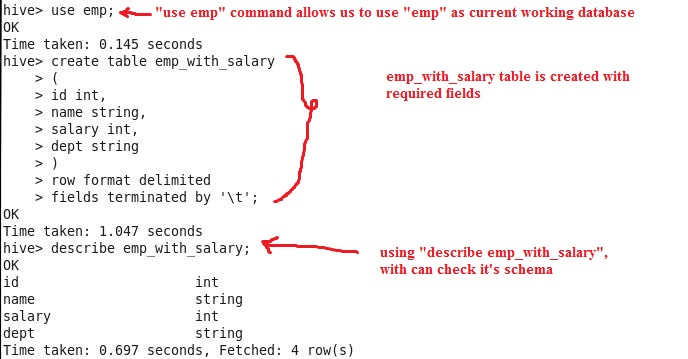 hive> use emp;
"use emp" command allows us to use "emp" as current working database
OK
Time taken: 0.145 seconds
hive> create table emp_with_salary
> (
> id int,
emp_with_salary table is created with
required fields
> name string,
> salary int,
> dept string
> )
> row format delimited
> fields terminated by '\t';
OK
Time taken: 1.047 seconds
hive> describe emp_with_salary;
using "describe emp_with_salary",
with can check it's schema
OK
id int
name string
salary int
dept string
Time taken: 0.697 seconds, Fetched: 4 row(s)